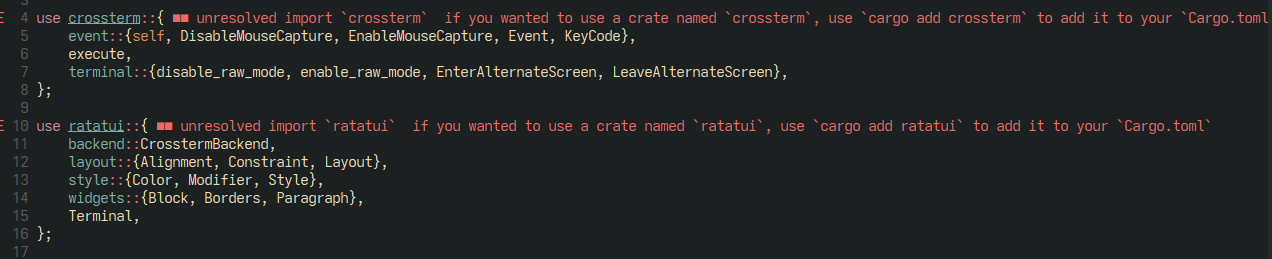 E 4 use crossterm::{ ■■ unresolved import `crossterm`  if you wanted to use a crate named `crossterm`, use `cargo add crossterm` to add it to your `Cargo.toml
5     event::{self, DisableMouseCapture, EnableMouseCapture, Event, KeyCode},
6     execute,
7     terminal::{disable_raw_mode, enable_raw_mode, EnterAlternateScreen, LeaveAlternateScreen},
8 };
9
E 10 use ratatui::{ ■■ unresolved import `ratatui`  if you wanted to use a crate named `ratatui`, use `cargo add ratatui` to add it to your `Cargo.toml`
11     backend::CrosstermBackend,
12     layout::{Alignment, Constraint, Layout},
13     style::{Color, Modifier, Style},
14     widgets::{Block, Borders, Paragraph},
15     Terminal,
16 };
17